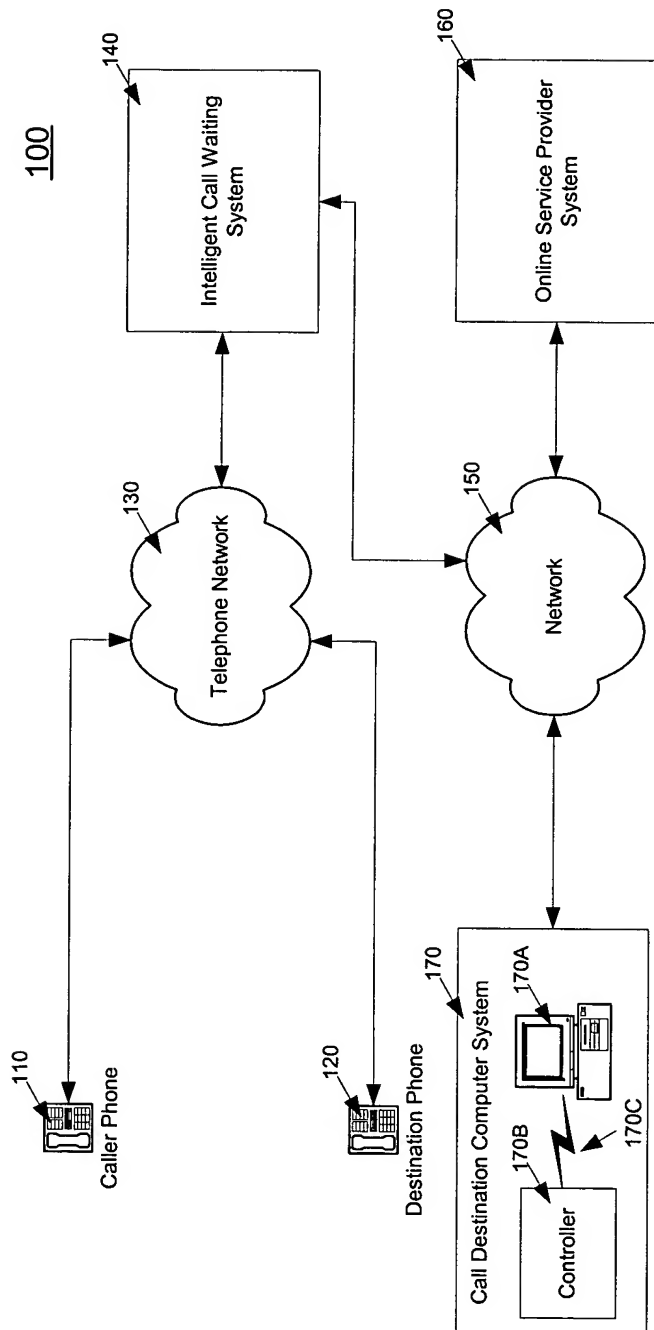 100
110
Caller Phone
120
Destination Phone
130
Telephone Network
140
Intelligent Call Waiting
System
170
Call Destination Computer System
170A
170B
Controller
170C
150
Network
160
Online Service Provider
System